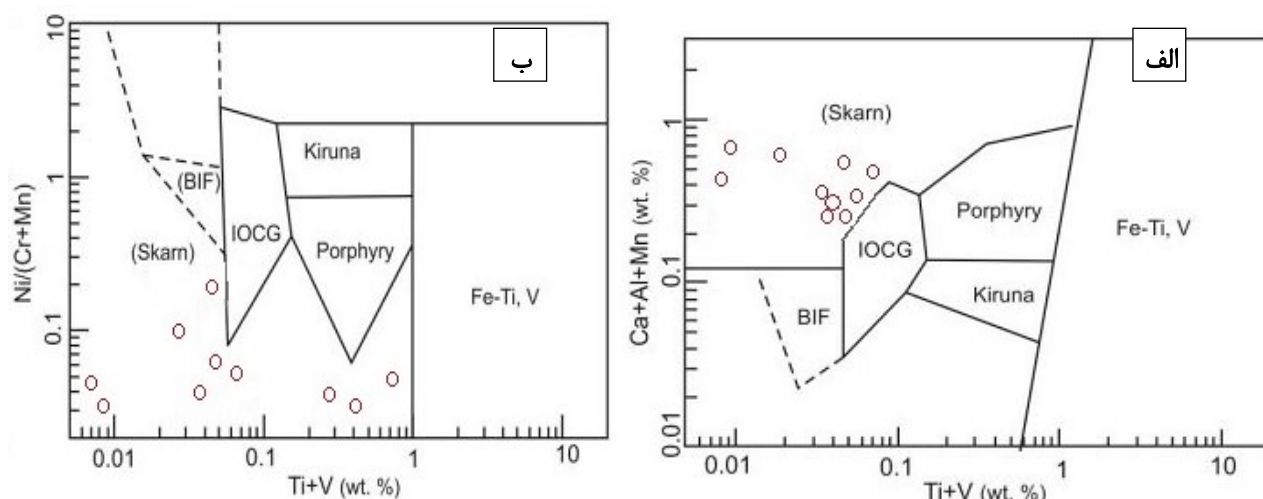 ب
10
1
0.1
Ni/(Cr+Mn)
(BIF)
Kiruna
IOCG
(Skarn)
Porphyry
Fe-Ti, V
0.01
0.1
1
10
Ti+V (wt. %)
الف
1
0.1
0.01
Ca+Al+Mn (wt. %)
(Skarn)
Porphyry
IOCG
Fe-Ti, V
Kiruna
BIF
0.01
0.1
1
10
Ti+V (wt. %)